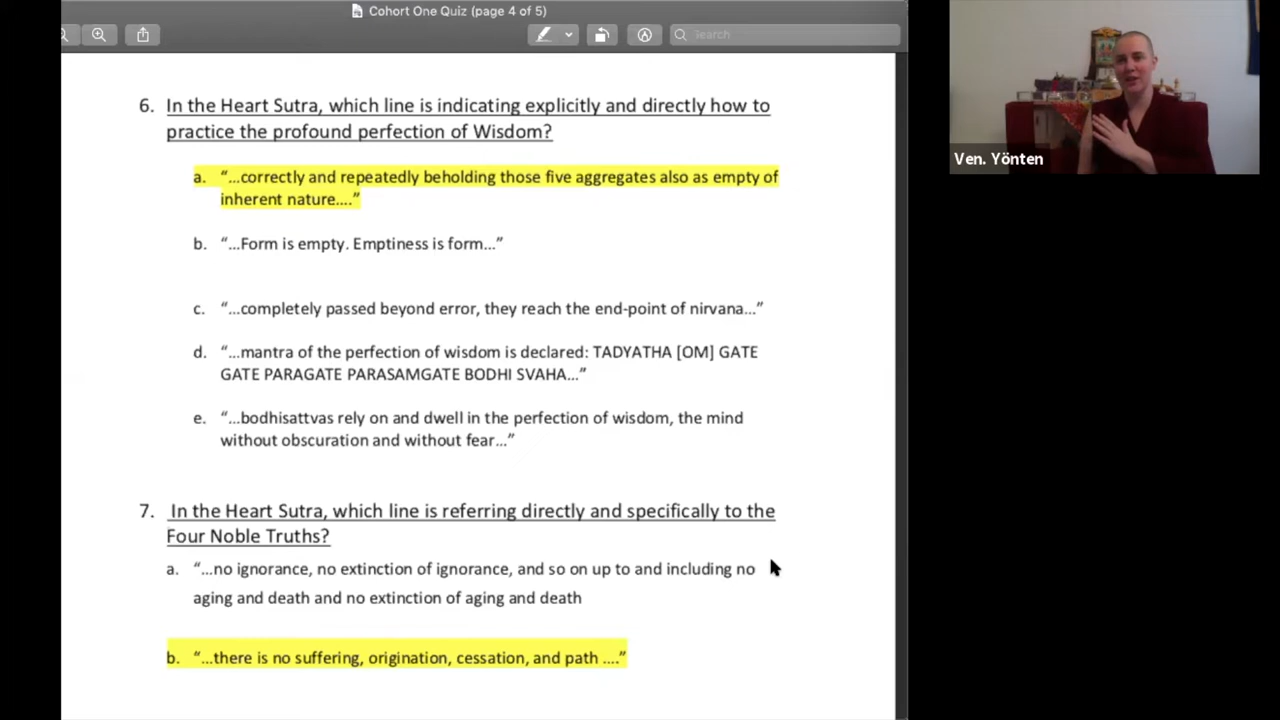 Cohort One Quiz (page 4 of 5)
Search
Ven. Yönten
6. In the Heart Sutra, which line is indicating explicitly and directly how to
practice the profound perfection of Wisdom?
a. “…correctly and repeatedly beholding those five aggregates also as empty of
inherent nature….”
b. “…Form is empty. Emptiness is form…”
c. “…completely passed beyond error, they reach the end-point of nirvana…”
d. “…mantra of the perfection of wisdom is declared: TADYATHA [OM] GATE
GATE PARAGATE PARASAMGATE BODHI SVAHA…”
e. “…bodhisattvas rely on and dwell in the perfection of wisdom, the mind
without obscuration and without fear…”
7. In the Heart Sutra, which line is referring directly and specifically to the
Four Noble Truths?
a. “…no ignorance, no extinction of ignorance, and so on up to and including no
aging and death and no extinction of aging and death
b. “…there is no suffering, origination, cessation, and path ….”